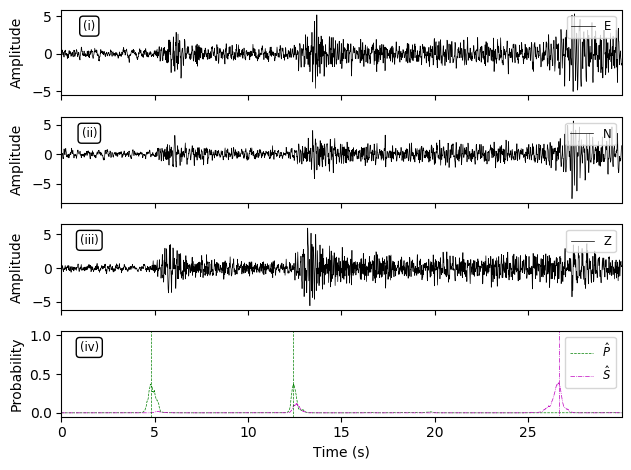 5
0
−5
Amplitude
(i)
E
5
0
−5
Amplitude
(ii)
N
5
0
−5
Amplitude
(iii)
Z
1.0
0.5
0.0
Probability
(iv)
P̂
Ŝ
0 5 10 15 20 25
Time (s)